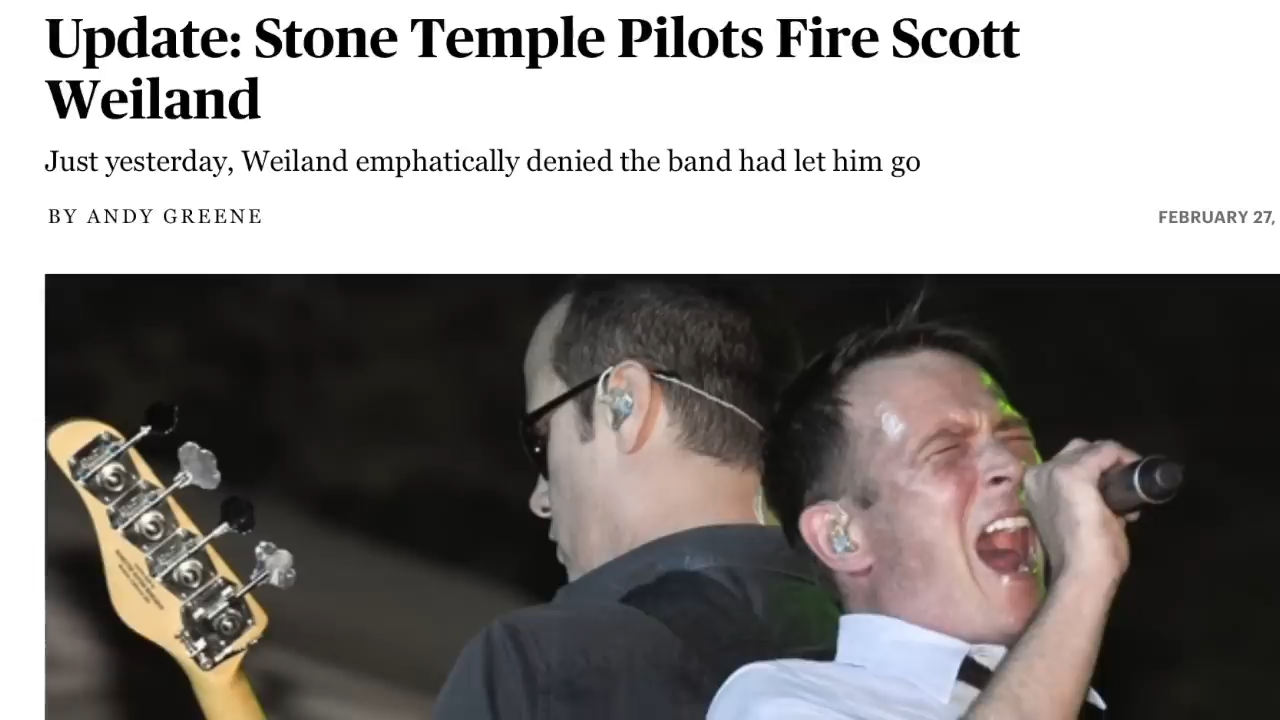 Update: Stone Temple Pilots Fire Scott
Weiland
Just yesterday, Weiland emphatically denied the band had let him go
BY ANDY GREENE
FEBRUARY 27,